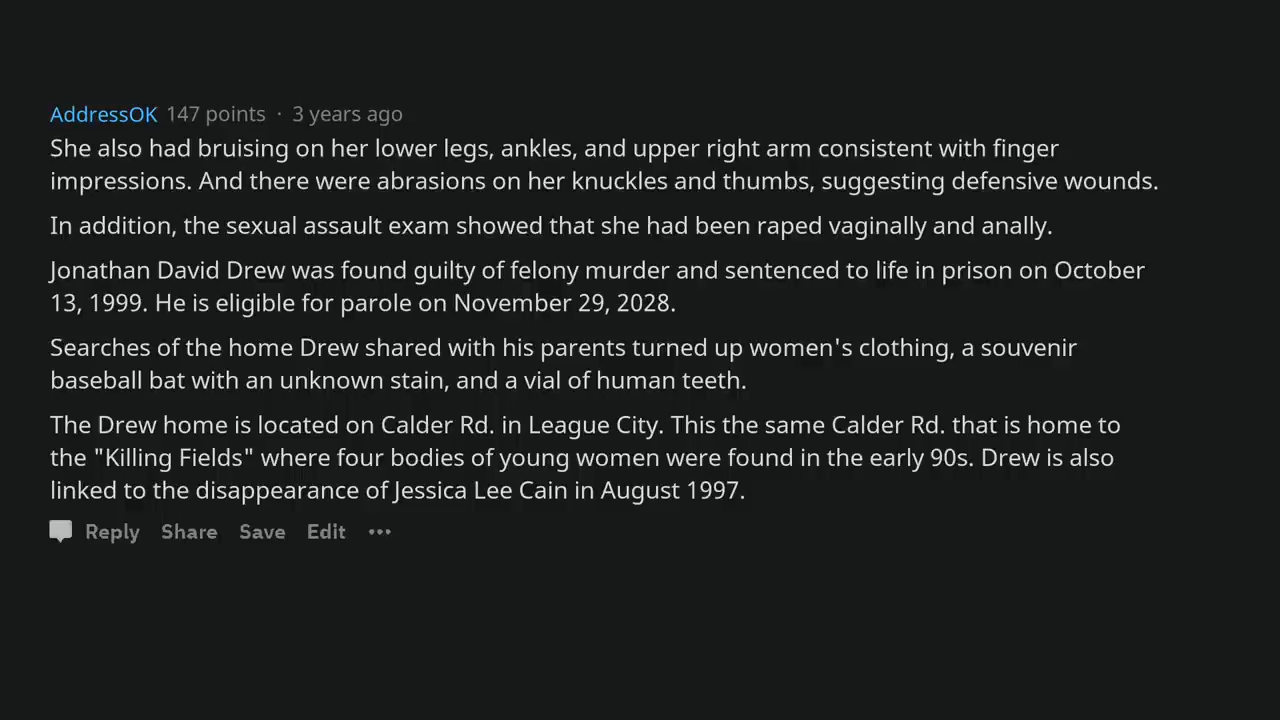 AddressOK 147 points · 3 years ago
She also had bruising on her lower legs, ankles, and upper right arm consistent with finger
impressions. And there were abrasions on her knuckles and thumbs, suggesting defensive wounds.
In addition, the sexual assault exam showed that she had been raped vaginally and anally.
Jonathan David Drew was found guilty of felony murder and sentenced to life in prison on October
13, 1999. He is eligible for parole on November 29, 2028.
Searches of the home Drew shared with his parents turned up women's clothing, a souvenir
baseball bat with an unknown stain, and a vial of human teeth.
The Drew home is located on Calder Rd. in League City. This the same Calder Rd. that is home to
the "Killing Fields" where four bodies of young women were found in the early 90s. Drew is also
linked to the disappearance of Jessica Lee Cain in August 1997.
Reply Share Save Edit •••